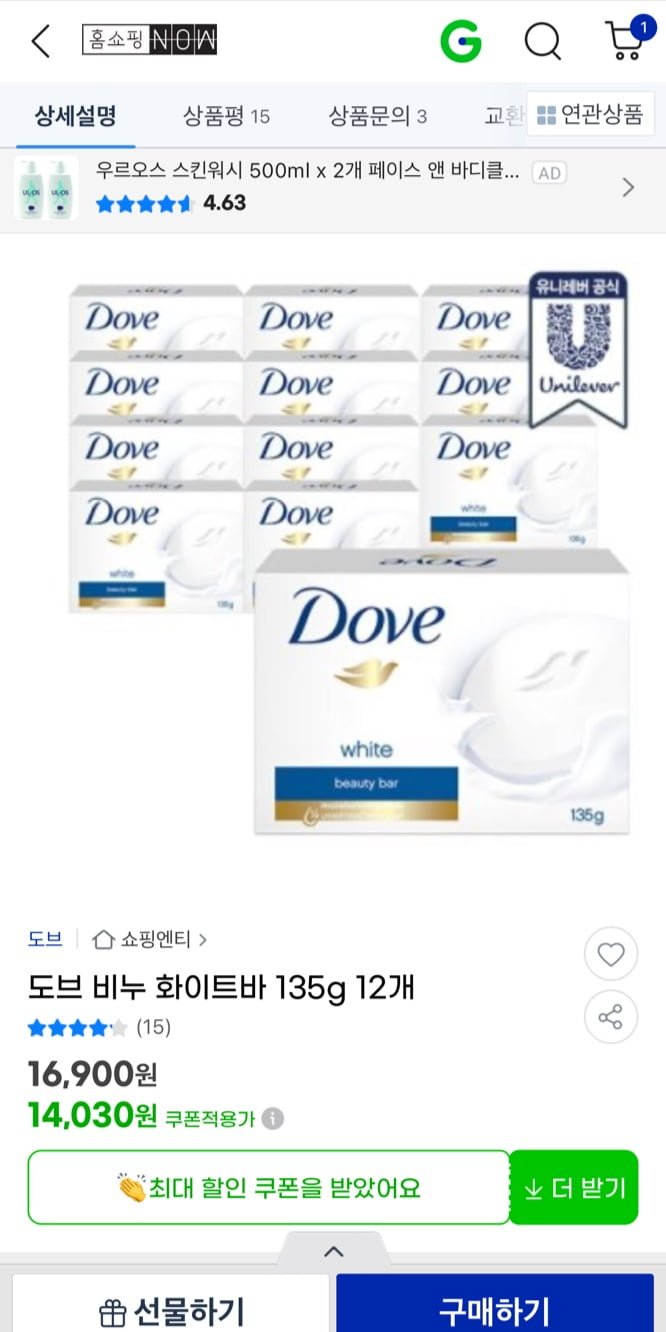 홈쇼핑 NOW
G
1
상세설명 상품평 15 상품문의 3 교환 연관상품
우르오스 스킨워시 500ml x 2개 페이스 앤 바디클... AD
UL·OS UL·OS
4.63
유니레버 공식
Unilever
Dove Dove Dove
Dove Dove Dove
Dove Dove Dove
white
beauty bar
Dove Dove
white
beauty bar
135g
Dove
white
beauty bar
135g
도브 쇼핑엔티 >
도브 비누 화이트바 135g 12개
(15)
16,900원
14,030원 쿠폰적용가 i
👏최대 할인 쿠폰을 받았어요 더 받기
선물하기 구매하기